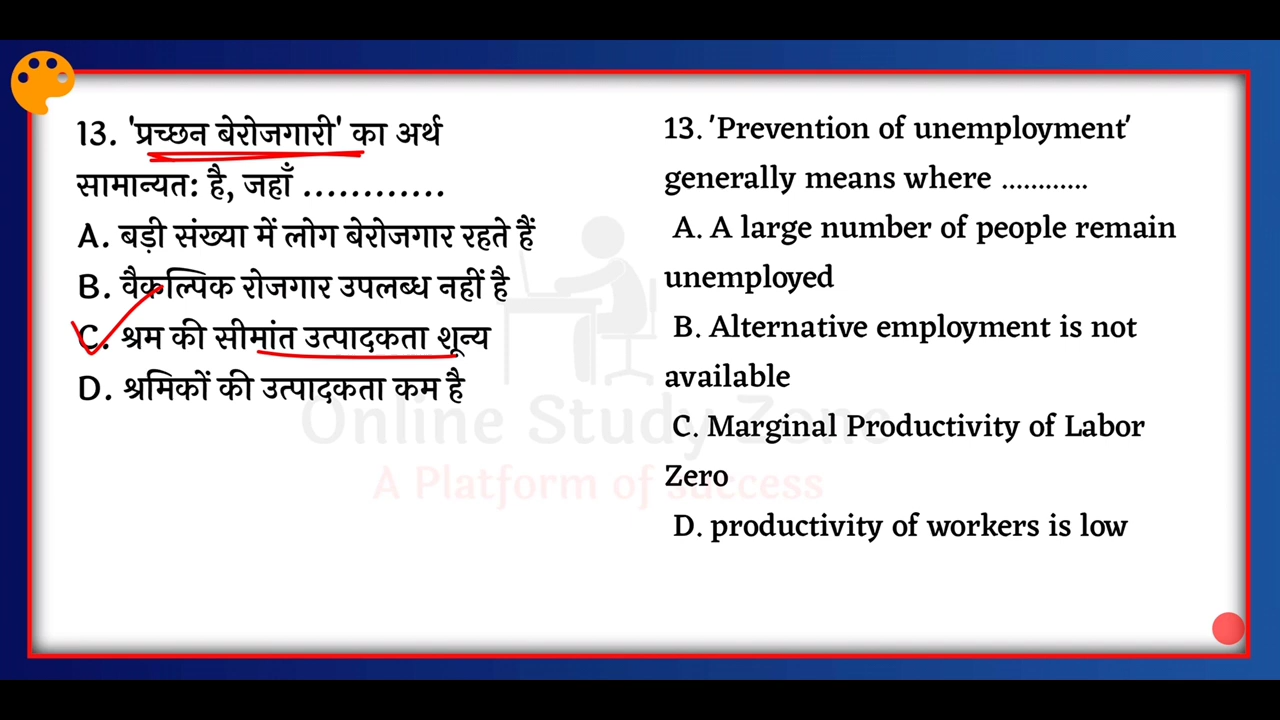 13. 'प्रच्छन बेरोजगारी' का अर्थ
सामान्यत: है, जहाँ ............
A. बड़ी संख्या में लोग बेरोजगार रहते हैं
B. वैकल्पिक रोजगार उपलब्ध नहीं है
C. श्रम की सीमांत उत्पादकता शून्य
D. श्रमिकों की उत्पादकता कम है
13. 'Prevention of unemployment'
generally means where ............
A. A large number of people remain
unemployed
B. Alternative employment is not
available
C. Marginal Productivity of Labor
Zero
D. productivity of workers is low
Online Study Zone
A Platform of success